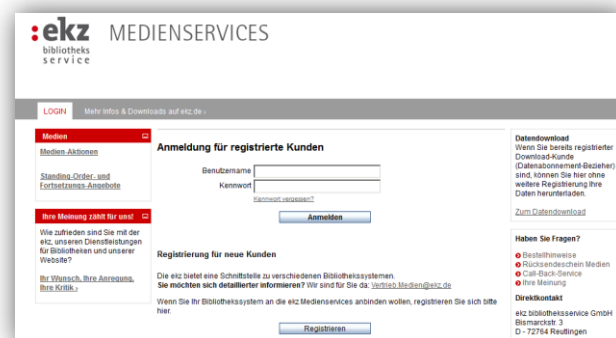 :ekz MEDIENSERVICES
bibliotheks
service
LOGIN Mehr Infos & Downloads auf ekz.de ›
Medien
Medien-Aktionen
Standing-Order- und
Fortsetzungs-Angebote
Ihre Meinung zählt für uns!
Wie zufrieden sind Sie mit der
ekz, unseren Dienstleistungen
für Bibliotheken und unserer
Website?
Ihr Wunsch, Ihre Anregung,
Ihre Kritik ›
Anmeldung für registrierte Kunden
Benutzername
Kennwort
Kennwort vergessen?
Anmelden
Registrierung für neue Kunden
Die ekz bietet eine Schnittstelle zu verschiedenen Bibliothekssystemen.
Sie möchten sich detaillierter informieren? Wir sind für Sie da: Vertrieb.Medien@ekz.de
Wenn Sie Ihr Bibliothekssystem an die ekz.Medienservices anbinden wollen, registrieren Sie sich bitte
hier.
Registrieren
Datendownload
Wenn Sie bereits registrierter
Download-Kunde
(Datenabonnement-Bezieher)
sind, können Sie hier ohne
weitere Registrierung Ihre
Daten herunterladen.
Zum Datendownload
Haben Sie Fragen?
Bestellhinweise
Rücksendeschein Medien
Call-Back-Service
Ihre Meinung
Direktkontakt
ekz bibliotheksservice GmbH
Bismarckstr. 3
D - 72764 Reutlingen